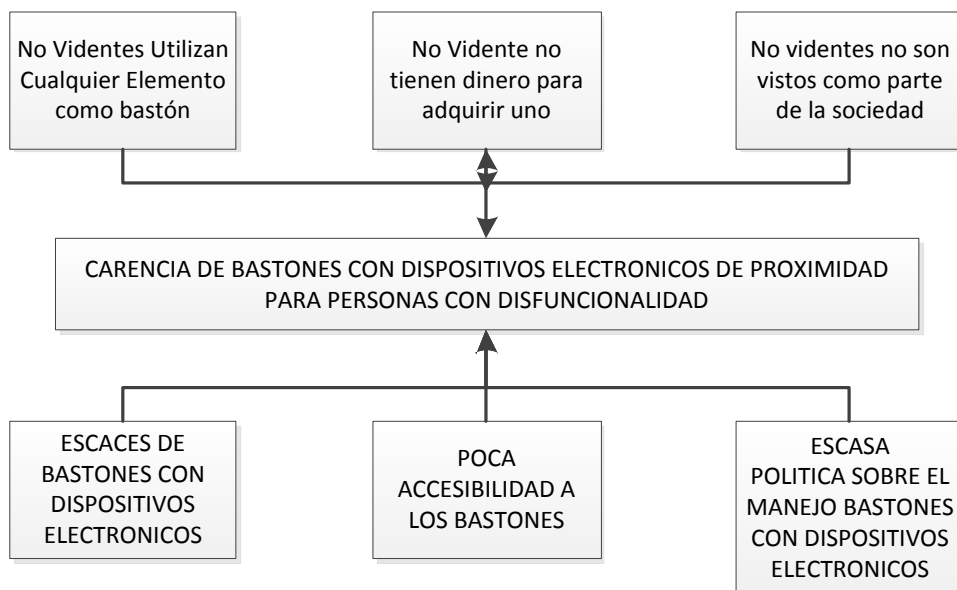 No Videntes Utilizan
Cualquier Elemento
como bastón
No Vidente no
tienen dinero para
adquirir uno
No videntes no son
vistos como parte
de la sociedad
CARENCIA DE BASTONES CON DISPOSITIVOS ELECTRONICOS DE PROXIMIDAD
PARA PERSONAS CON DISFUNCIONALIDAD
ESCACES DE
BASTONES CON
DISPOSITIVOS
ELECTRONICOS
POCA
ACCESIBILIDAD A
LOS BASTONES
ESCASA
POLITICA SOBRE EL
MANEJO BASTONES
CON DISPOSITIVOS
ELECTRONICOS